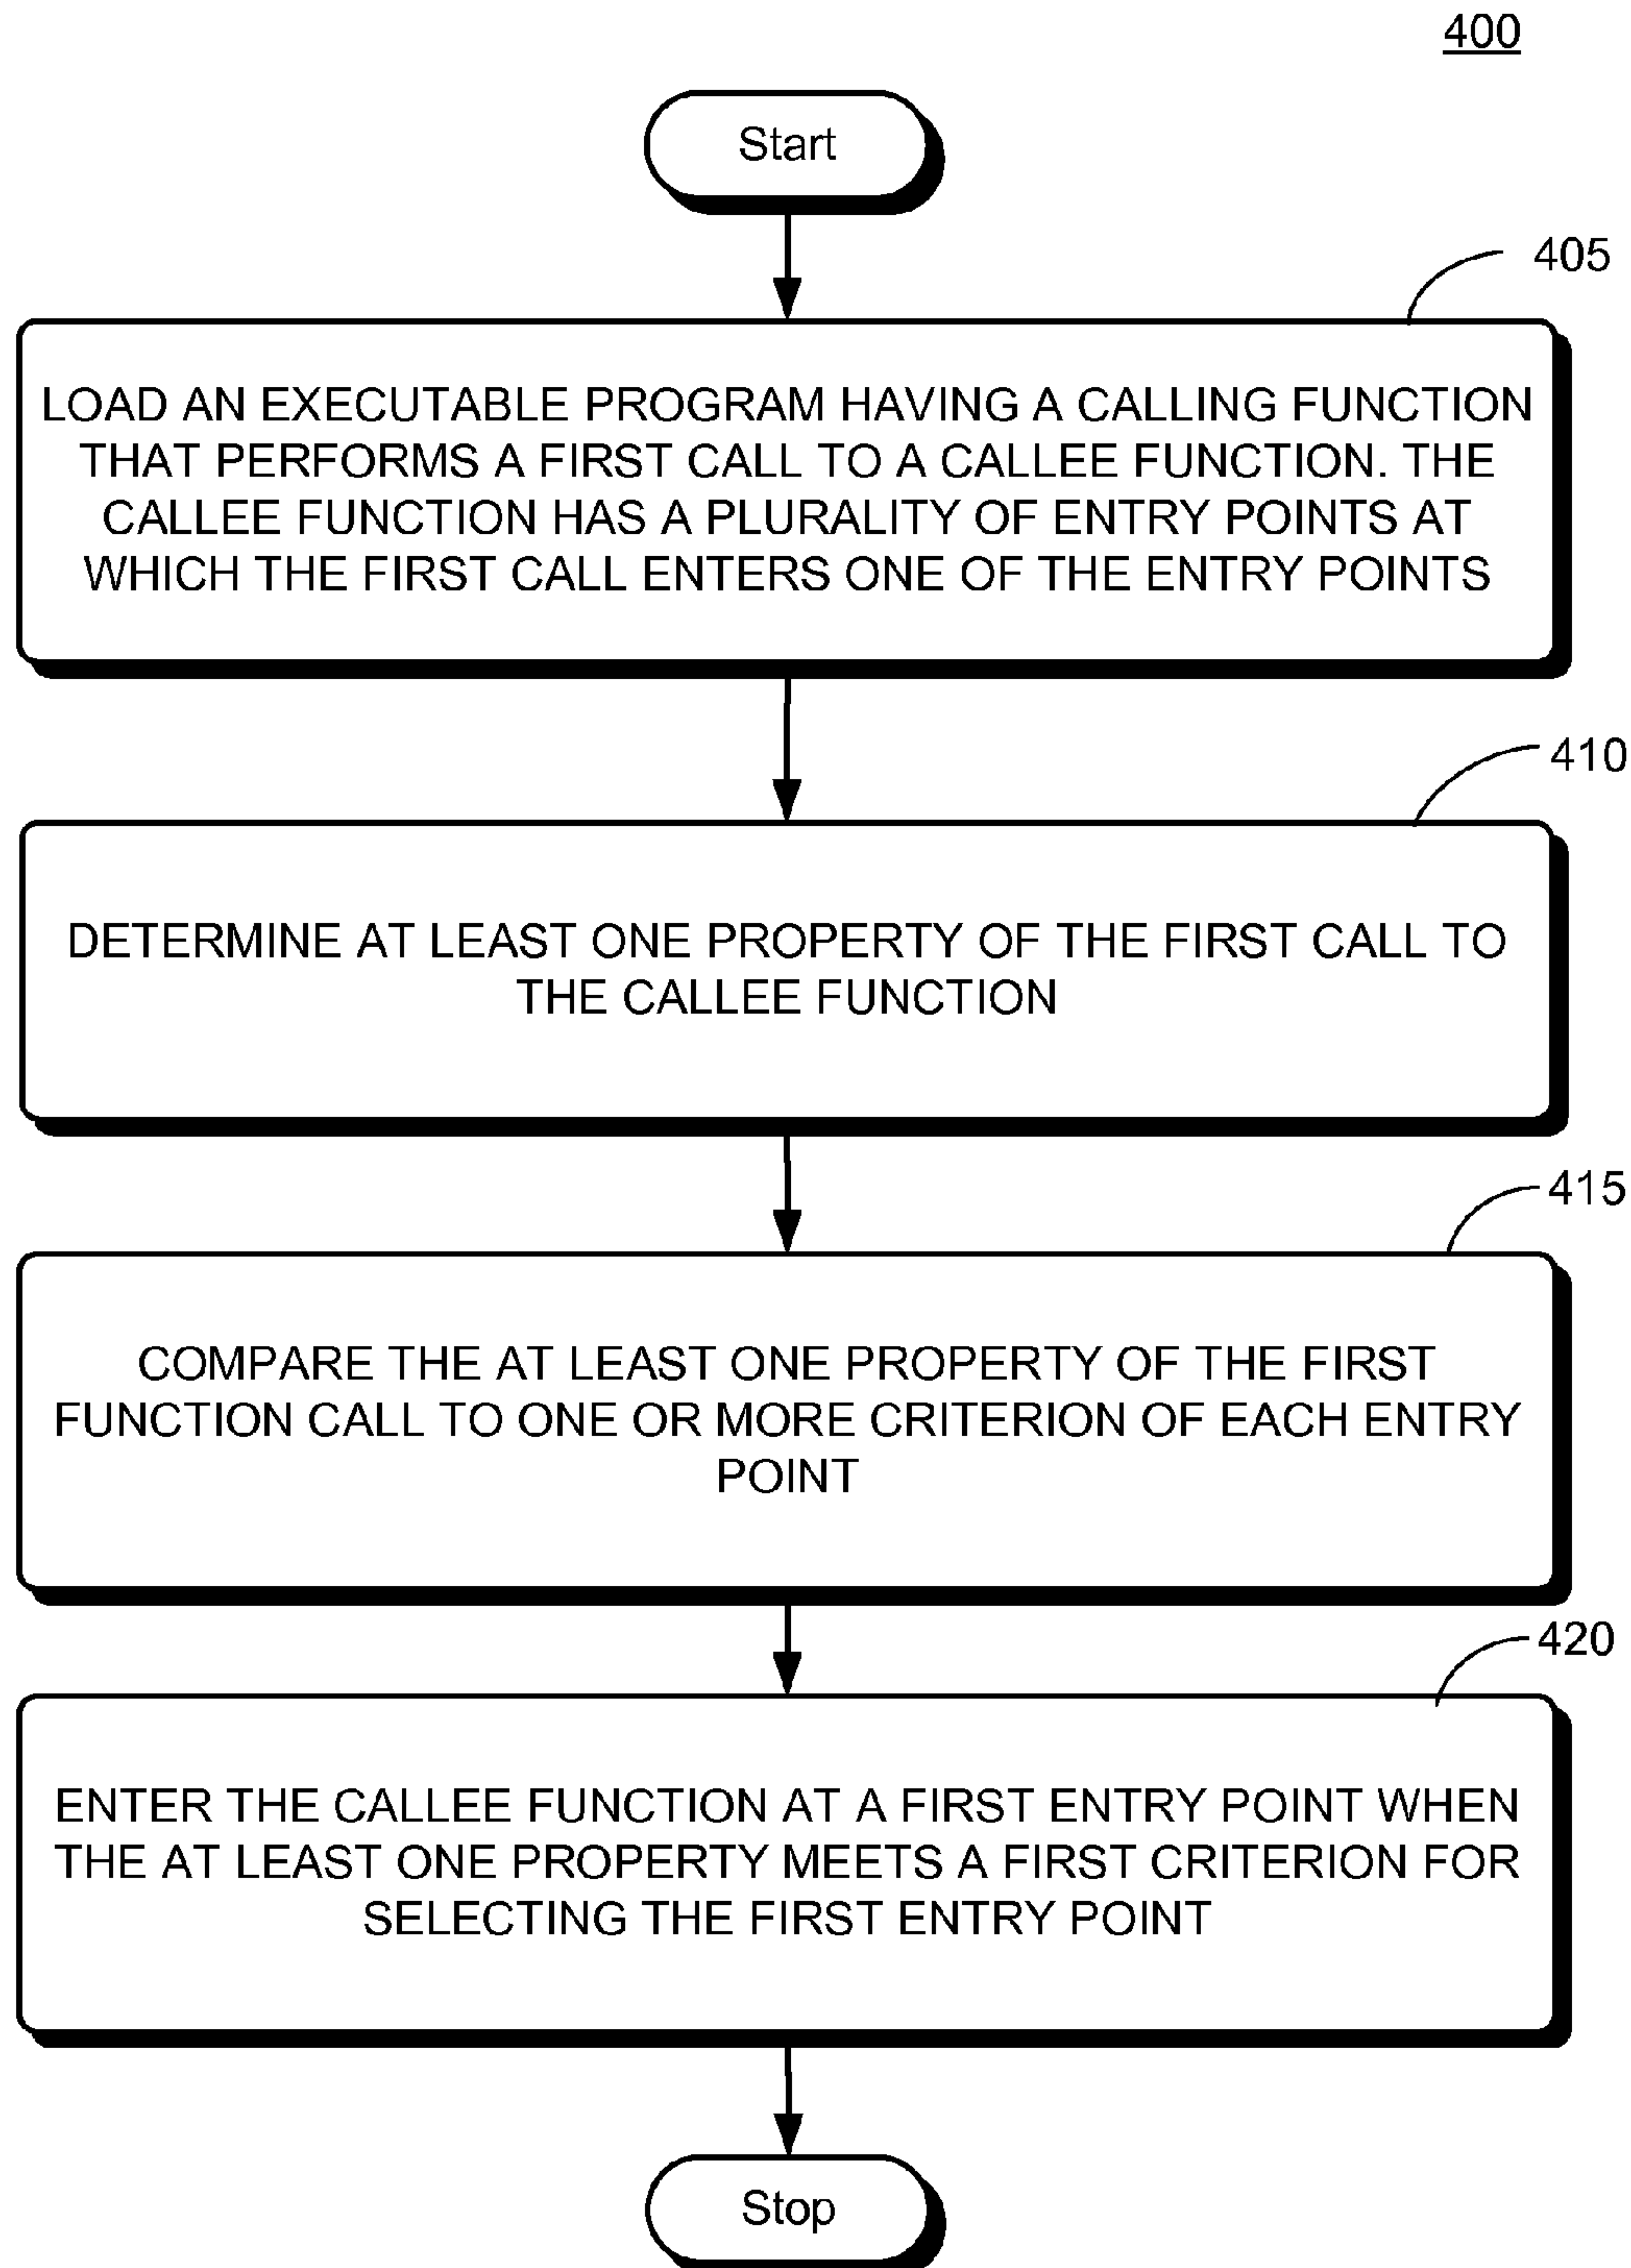 400
Start
405
LOAD AN EXECUTABLE PROGRAM HAVING A CALLING FUNCTION
THAT PERFORMS A FIRST CALL TO A CALLEE FUNCTION. THE
CALLEE FUNCTION HAS A PLURALITY OF ENTRY POINTS AT
WHICH THE FIRST CALL ENTERS ONE OF THE ENTRY POINTS
410
DETERMINE AT LEAST ONE PROPERTY OF THE FIRST CALL TO
THE CALLEE FUNCTION
415
COMPARE THE AT LEAST ONE PROPERTY OF THE FIRST
FUNCTION CALL TO ONE OR MORE CRITERION OF EACH ENTRY
POINT
420
ENTER THE CALLEE FUNCTION AT A FIRST ENTRY POINT WHEN
THE AT LEAST ONE PROPERTY MEETS A FIRST CRITERION FOR
SELECTING THE FIRST ENTRY POINT
Stop